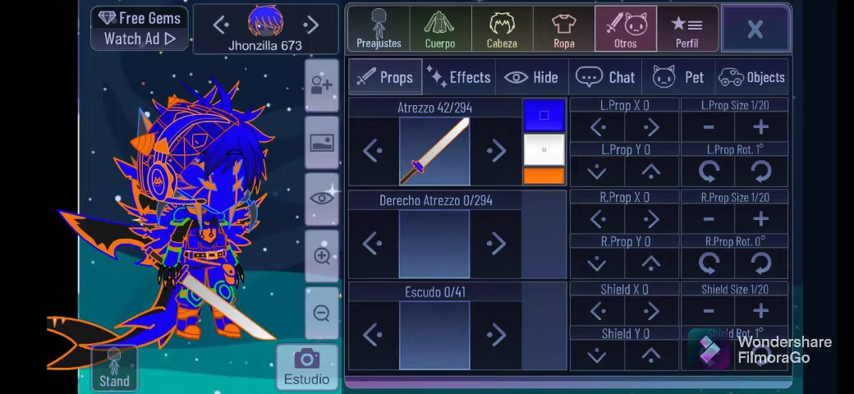 Free Gems
Watch Ad
Jhonzilla 673
Preajustes
Cuerpo
Cabeza
Ropa
Otros
Perfil
X
Props
Effects
Hide
Chat
Pet
Objects
Atrezzo 42/294
L.Prop X 0
L.Prop Size 1/20
L.Prop Y 0
L.Prop Rot. 1°
Derecho Atrezzo 0/294
R.Prop X 0
R.Prop Size 1/20
R.Prop Y 0
R.Prop Rot. 0°
Escudo 0/41
Shield X 0
Shield Size 1/20
Shield Y 0
Shield Rot. 1°
Stand
Estudio
Wondershare
FilmoraGo